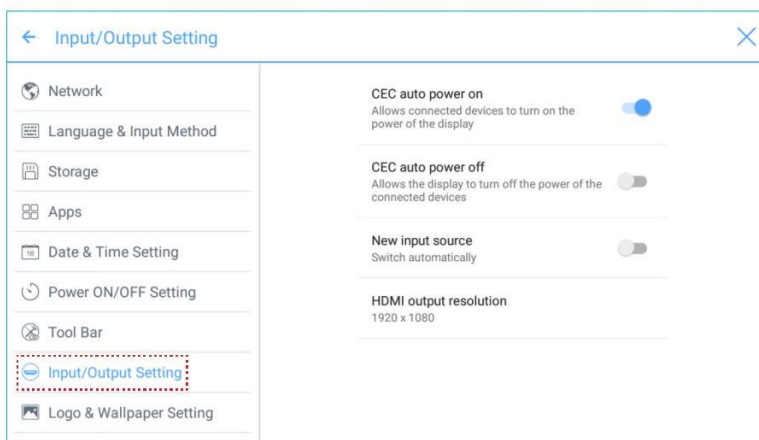 Input/Output Setting
Network
Language & Input Method
Storage
Apps
18
Date & Time Setting
Power ON/OFF Setting
Tool Bar
Input/Output Setting
Logo & Wallpaper Setting
CEC auto power on
Allows connected devices to turn on the
power of the display
CEC auto power off
Allows the display to turn off the power of the
connected devices
New input source
Switch automatically
HDMI output resolution
1920 x 1080